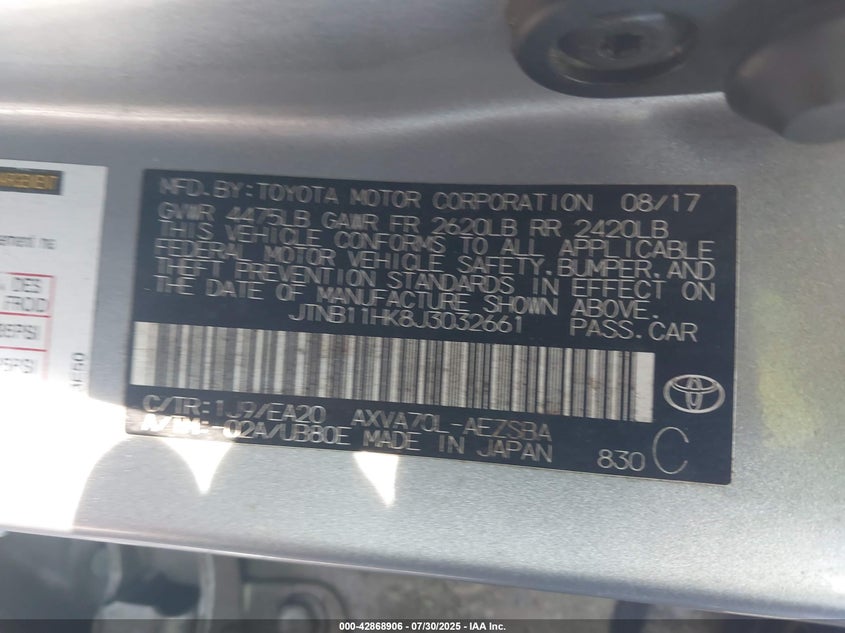 MFD.BY:TOYOTA MOTOR CORPORATION 08/17
GVWR 4475LB GAWR FR 2620LB RR 2420LB
THIS VEHICLE CONFORMS TO ALL APPLICABLE
FEDERAL MOTOR VEHICLE SAFETY,BUMPER,AND
THEFT PREVENTION STANDARDS IN EFFECT ON
THE DATE OF MANUFACTURE SHOWN ABOVE.
JTNB11HK8J3032661 PASS.CAR
C/TR:1J9/EA20 AXVA70L-AEZSBA
A/TM:-02A/UB80E MADE IN JAPAN 830 C
DES
FROID
000-42868906 / 07/30/2025 - IAA Inc.